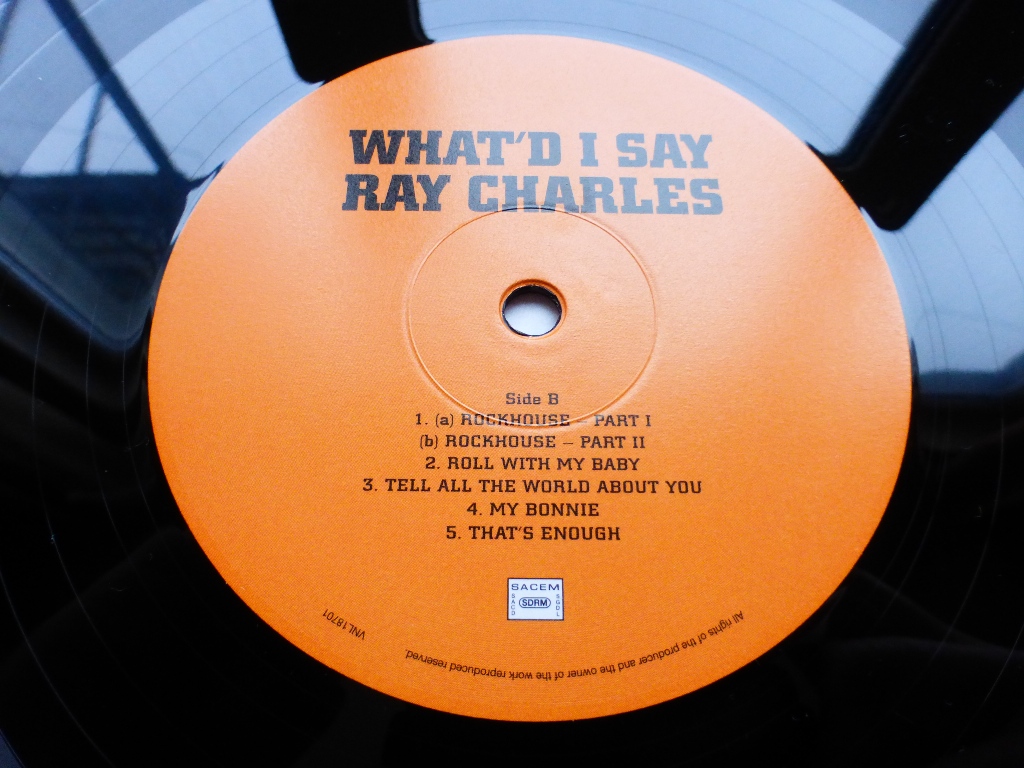 WHAT'D I SAY
RAY CHARLES
Side B
1. (a) ROCKHOUSE – PART I
(b) ROCKHOUSE – PART II
2. ROLL WITH MY BABY
3. TELL ALL THE WORLD ABOUT YOU
4. MY BONNIE
5. THAT'S ENOUGH
SACEM
SACD
SDRM
SGDL
VNL18701
All rights of the producer and the owner of the work reproduced reserved.